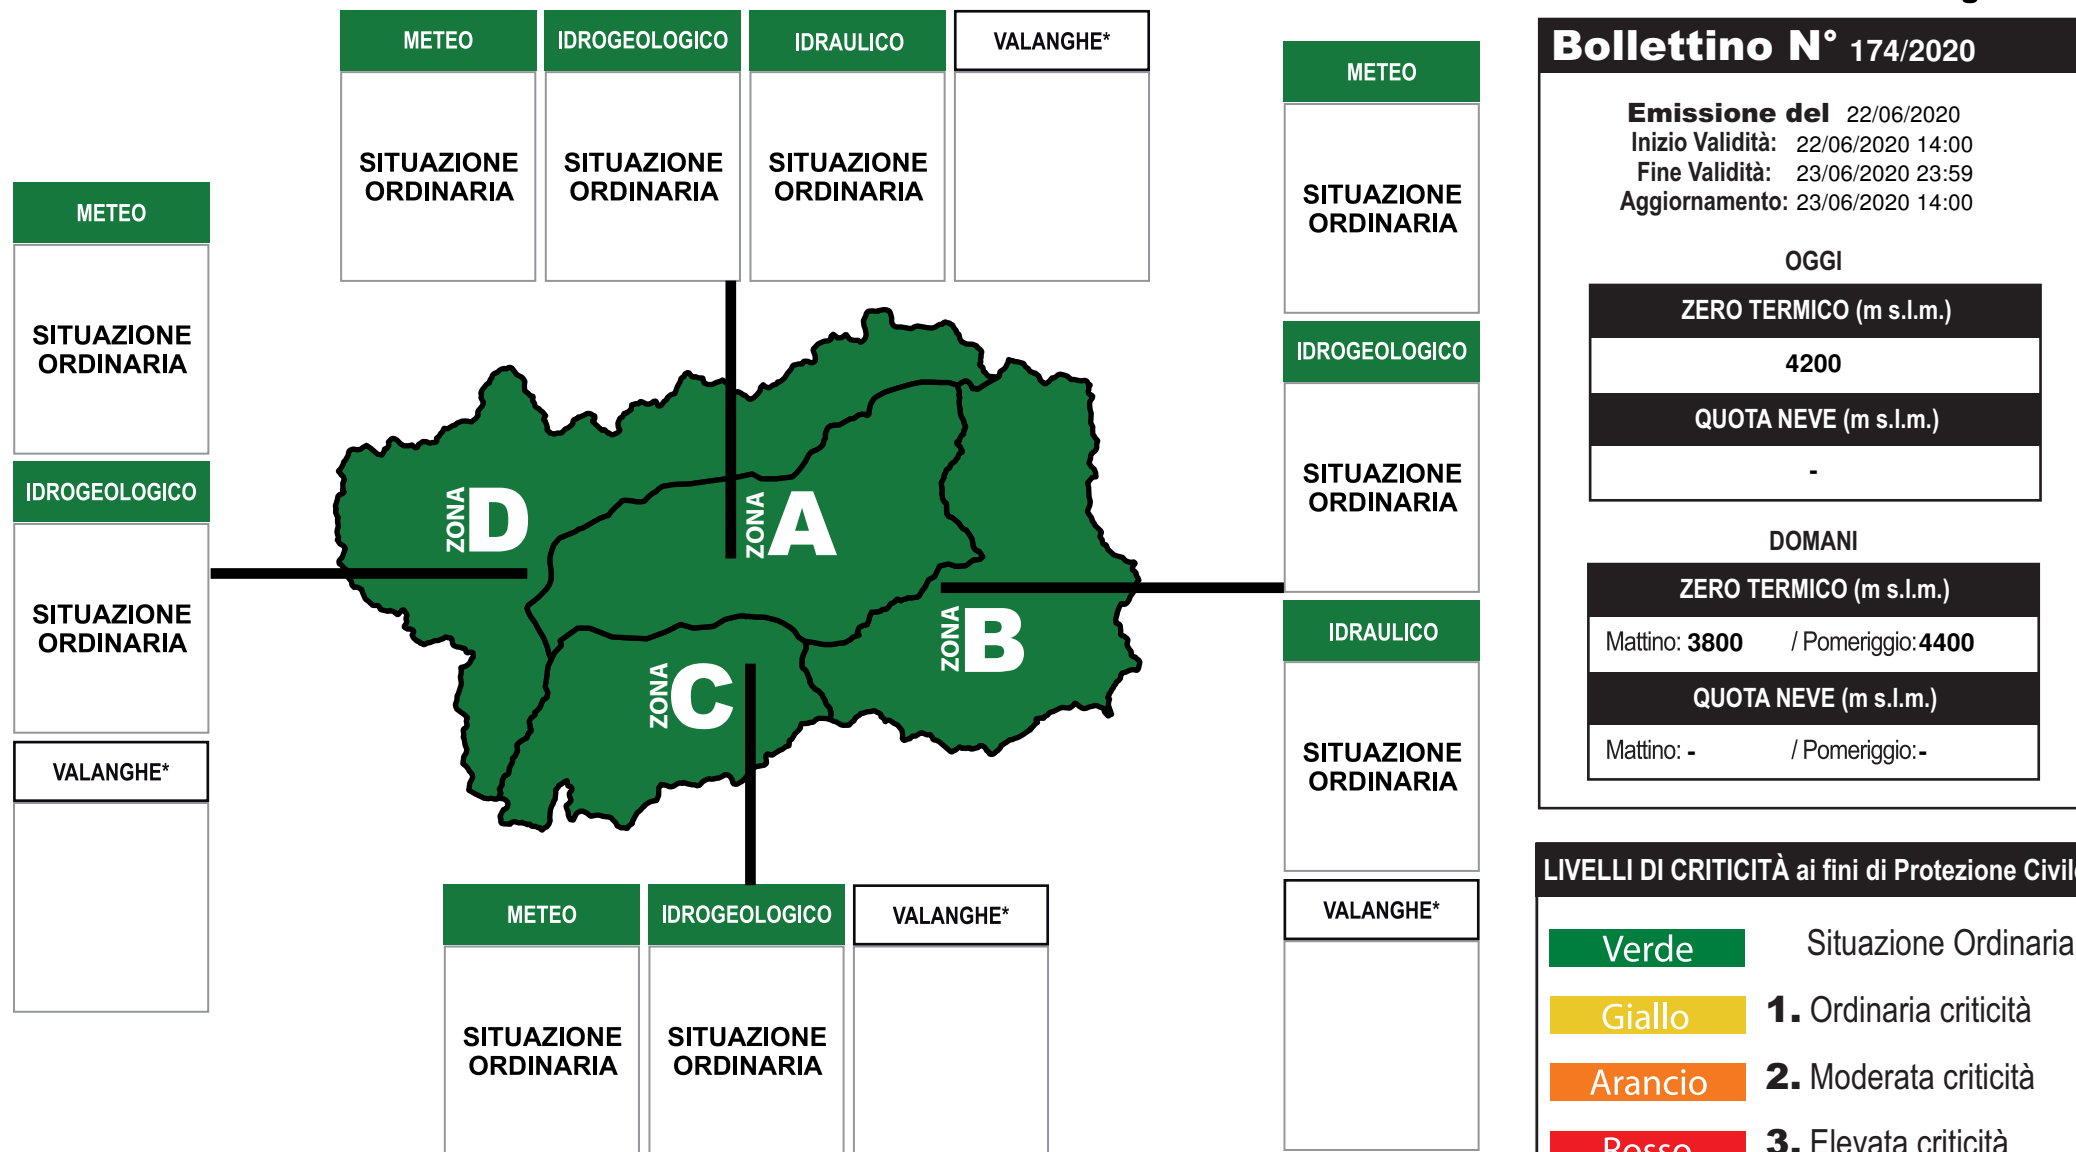 METEO
IDROGEOLOGICO
IDRAULICO
VALANGHE*
SITUAZIONE
ORDINARIA
SITUAZIONE
ORDINARIA
SITUAZIONE
ORDINARIA
METEO
SITUAZIONE
ORDINARIA
IDROGEOLOGICO
SITUAZIONE
ORDINARIA
VALANGHE*
ZONA D
ZONA A
ZONA B
ZONA C
METEO
SITUAZIONE
ORDINARIA
IDROGEOLOGICO
SITUAZIONE
ORDINARIA
IDRAULICO
SITUAZIONE
ORDINARIA
VALANGHE*
METEO
IDROGEOLOGICO
VALANGHE*
SITUAZIONE
ORDINARIA
SITUAZIONE
ORDINARIA
Bollettino N° 174/2020
Emissione del 22/06/2020
Inizio Validità: 22/06/2020 14:00
Fine Validità: 23/06/2020 23:59
Aggiornamento: 23/06/2020 14:00
OGGI
ZERO TERMICO (m s.l.m.)
4200
QUOTA NEVE (m s.l.m.)
-
DOMANI
ZERO TERMICO (m s.l.m.)
Mattino: 3800 / Pomeriggio: 4400
QUOTA NEVE (m s.l.m.)
Mattino: - / Pomeriggio: -
LIVELLI DI CRITICITÀ ai fini di Protezione Civile
Verde Situazione Ordinaria
Giallo 1. Ordinaria criticità
Arancio 2. Moderata criticità
Rosso 3. Elevata criticità